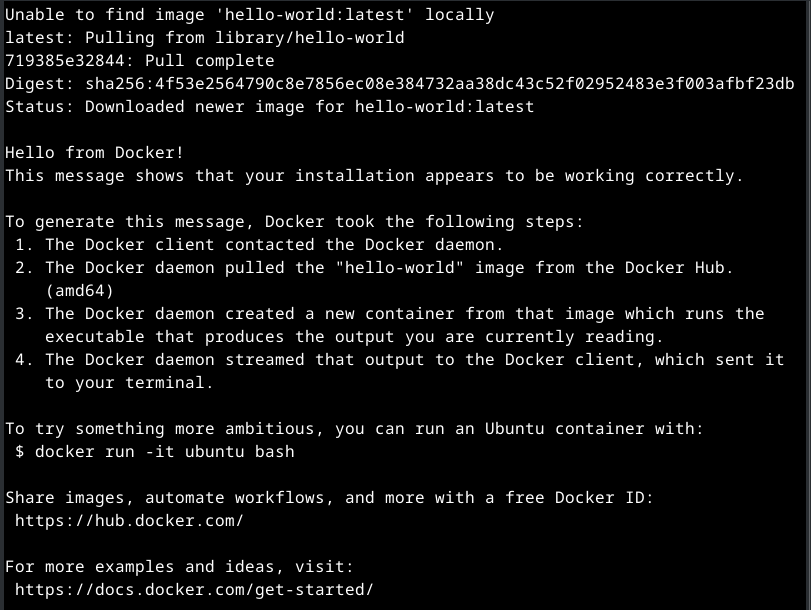 Unable to find image 'hello-world:latest' locally
latest: Pulling from library/hello-world
719385e32844: Pull complete
Digest: sha256:4f53e2564790c8e7856ec08e384732aa38dc43c52f02952483e3f003afbf23db
Status: Downloaded newer image for hello-world:latest

Hello from Docker!
This message shows that your installation appears to be working correctly.

To generate this message, Docker took the following steps:
 1. The Docker client contacted the Docker daemon.
 2. The Docker daemon pulled the "hello-world" image from the Docker Hub.
    (amd64)
 3. The Docker daemon created a new container from that image which runs the
    executable that produces the output you are currently reading.
 4. The Docker daemon streamed that output to the Docker client, which sent it
    to your terminal.

To try something more ambitious, you can run an Ubuntu container with:
 $ docker run -it ubuntu bash

Share images, automate workflows, and more with a free Docker ID:
 https://hub.docker.com/

For more examples and ideas, visit:
 https://docs.docker.com/get-started/